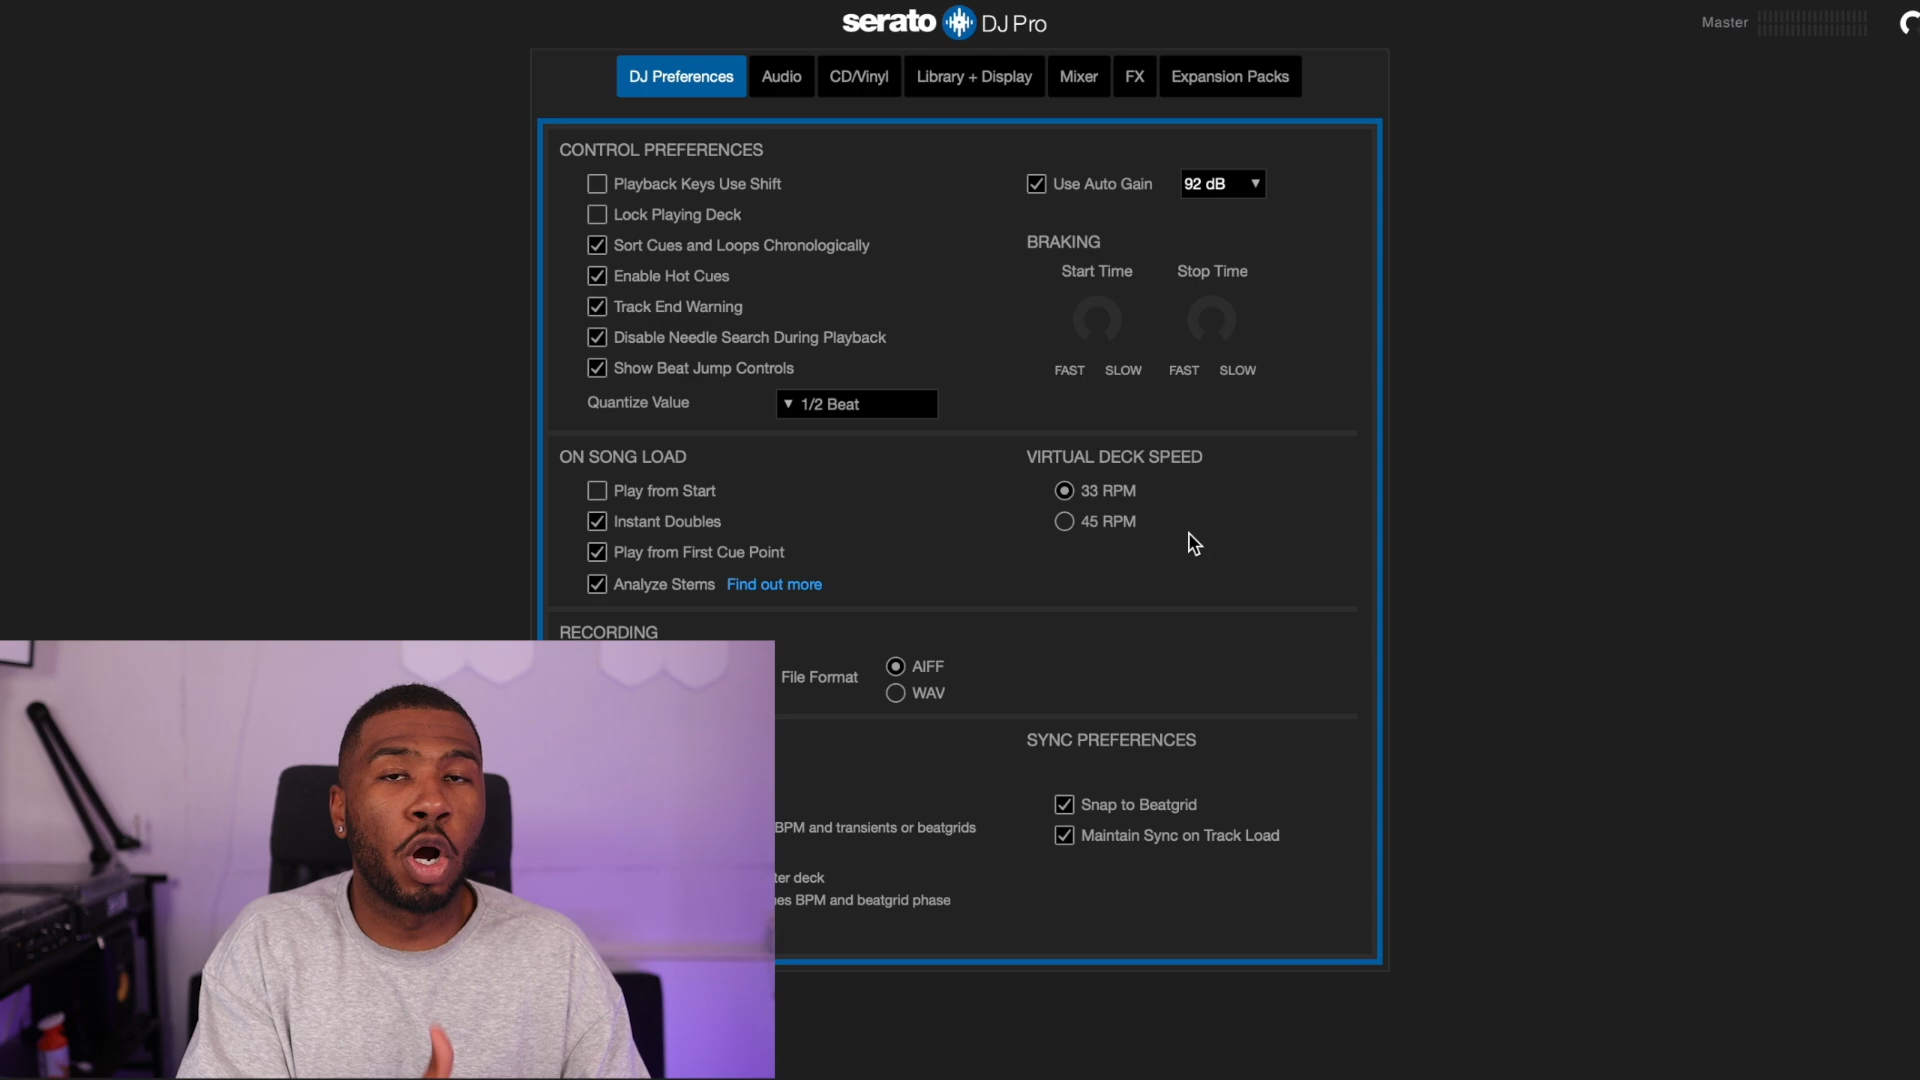 serato DJ Pro
Master
DJ Preferences
Audio
CD/Vinyl
Library + Display
Mixer
FX
Expansion Packs
CONTROL PREFERENCES
Playback Keys Use Shift
Lock Playing Deck
Sort Cues and Loops Chronologically
Enable Hot Cues
Track End Warning
Disable Needle Search During Playback
Show Beat Jump Controls
Quantize Value
1/2 Beat
Use Auto Gain
92 dB
BRAKING
Start Time
Stop Time
FAST
SLOW
FAST
SLOW
ON SONG LOAD
Play from Start
Instant Doubles
Play from First Cue Point
Analyze Stems Find out more
VIRTUAL DECK SPEED
33 RPM
45 RPM
RECORDING
File Format
AIFF
WAV
BPM and transients or beatgrids
deck
BPM and beatgrid phase
SYNC PREFERENCES
Snap to Beatgrid
Maintain Sync on Track Load